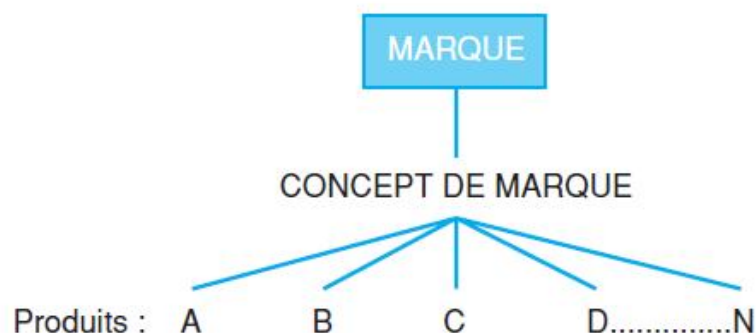 MARQUE
CONCEPT DE MARQUE
Produits : A B C D..............N